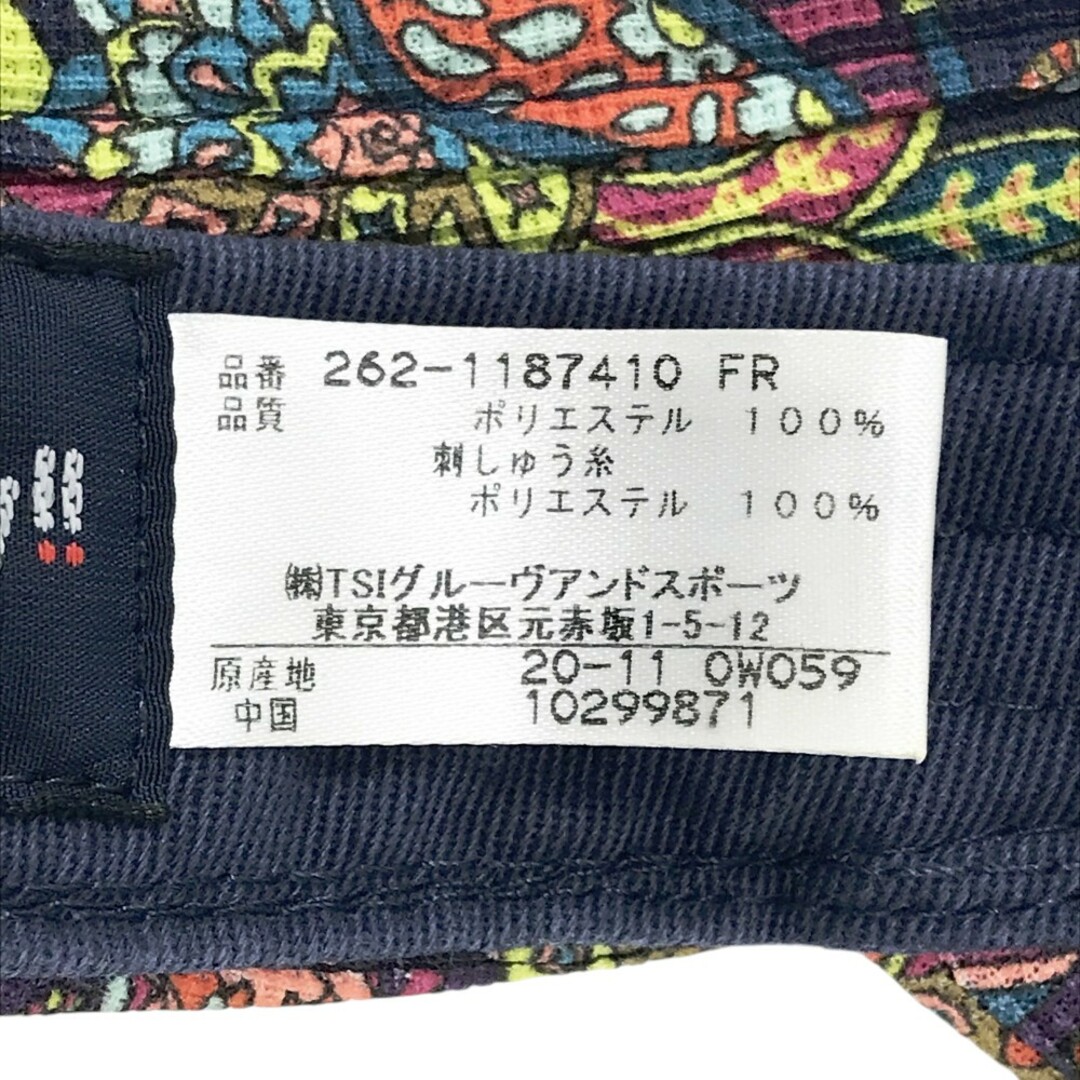 品番 262-1187410 FR
品質 ポリエステル 100%
刺しゅう糸
ポリエステル 100%
㈱TSIグルーヴアンドスポーツ
東京都港区元赤坂1-5-12
原産地 20-11 0W059
中国 10299871
!!